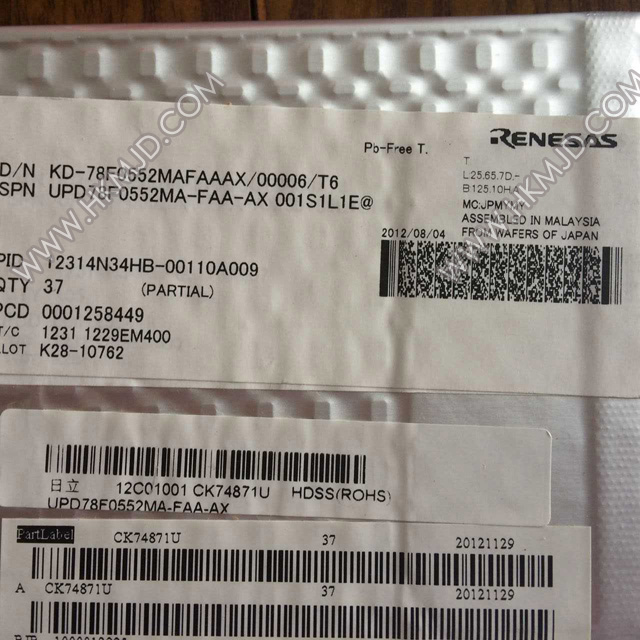 RENESAS
Pb-Free T.
T
L:25.65.7D.-
B:125.10HA
MC:JPMYMY
ASSEMBLED IN MALAYSIA
FROM WAFERS OF JAPAN
D/N KD-78F0552MAFAAAX/00006/T6
SPN UPD78F0552MA-FAA-AX 001S1L1E@
2012/08/04
PID 12314N34HB-00110A009
QTY 37 (PARTIAL)
PCD 0001258449
T/C 1231 1229EM400
LOT K28-10762
日立 12C01001 CK74871U HDSS(ROHS)
UPD78F0552MA-FAA-AX
PartLabel CK74871U 37 20121129
A CK74871U 37 20121129
WWW.HKMJD.COM
WWW.HKMJD.COM